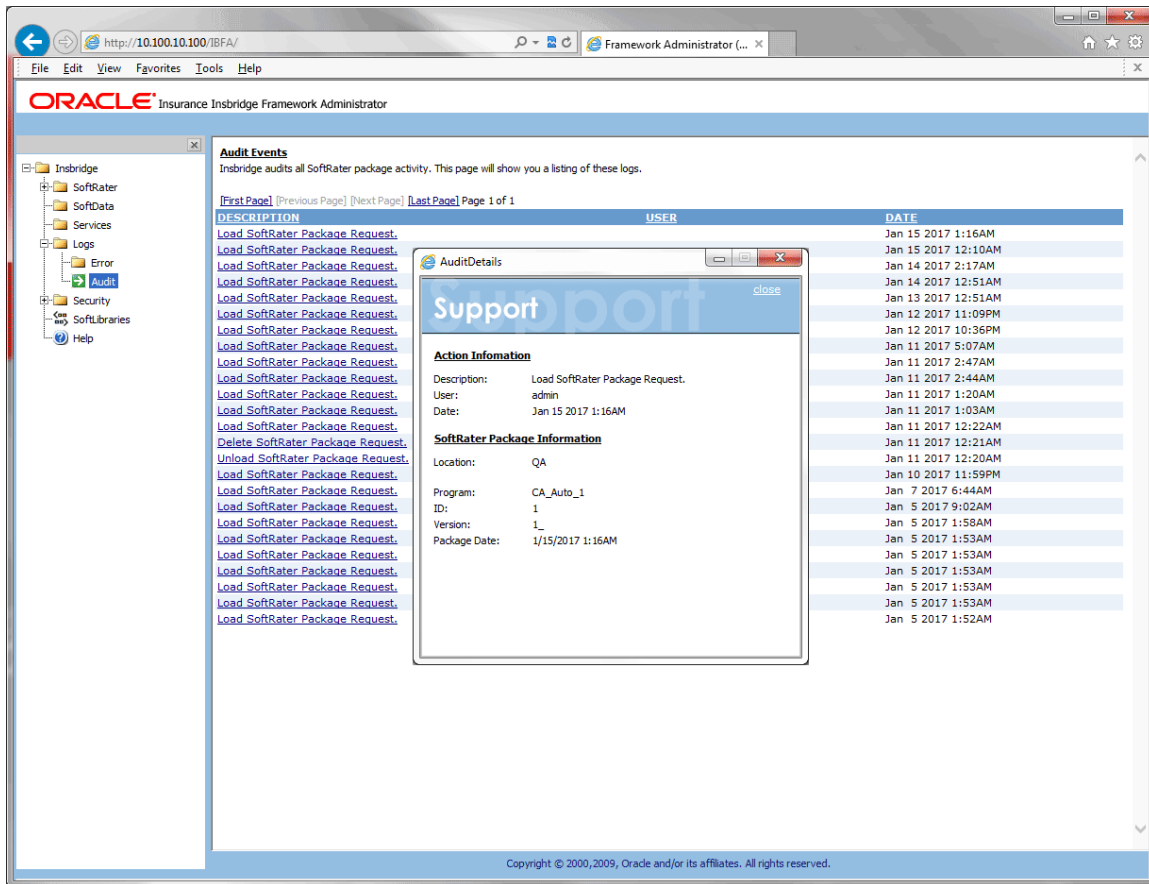 http://10.100.10.100/IBFA/
Framework Administrator (...
File Edit View Favorites Tools Help
ORACLE Insurance Insbridge Framework Administrator
Insbridge
SoftRater
SoftData
Services
Logs
Error
Audit
Security
SoftLibraries
Help
Audit Events
Insbridge audits all SoftRater package activity. This page will show you a listing of these logs.
[First Page] [Previous Page] [Next Page] [Last Page] Page 1 of 1
DESCRIPTION USER DATE
Load SoftRater Package Request. Jan 15 2017 1:16AM
Load SoftRater Package Request. Jan 15 2017 12:10AM
Load SoftRater Package Request. Jan 14 2017 2:17AM
Load SoftRater Package Request. Jan 14 2017 12:51AM
Load SoftRater Package Request. Jan 13 2017 12:51AM
Load SoftRater Package Request. Jan 12 2017 11:09PM
Load SoftRater Package Request. Jan 12 2017 10:36PM
Load SoftRater Package Request. Jan 11 2017 5:07AM
Load SoftRater Package Request. Jan 11 2017 2:47AM
Load SoftRater Package Request. Jan 11 2017 2:44AM
Load SoftRater Package Request. Jan 11 2017 1:20AM
Load SoftRater Package Request. Jan 11 2017 1:03AM
Load SoftRater Package Request. Jan 11 2017 12:22AM
Delete SoftRater Package Request. Jan 11 2017 12:21AM
Unload SoftRater Package Request. Jan 11 2017 12:20AM
Load SoftRater Package Request. Jan 10 2017 11:59PM
Load SoftRater Package Request. Jan 7 2017 6:44AM
Load SoftRater Package Request. Jan 5 2017 9:02AM
Load SoftRater Package Request. Jan 5 2017 1:58AM
Load SoftRater Package Request. Jan 5 2017 1:53AM
Load SoftRater Package Request. Jan 5 2017 1:53AM
Load SoftRater Package Request. Jan 5 2017 1:53AM
Load SoftRater Package Request. Jan 5 2017 1:53AM
Load SoftRater Package Request. Jan 5 2017 1:53AM
Load SoftRater Package Request. Jan 5 2017 1:52AM
AuditDetails
close
Support
Support
Action Infomation
Description: Load SoftRater Package Request.
User: admin
Date: Jan 15 2017 1:16AM
SoftRater Package Information
Location: QA
Program: CA_Auto_1
ID: 1
Version: 1_
Package Date: 1/15/2017 1:16AM
Copyright © 2000,2009, Oracle and/or its affiliates. All rights reserved.